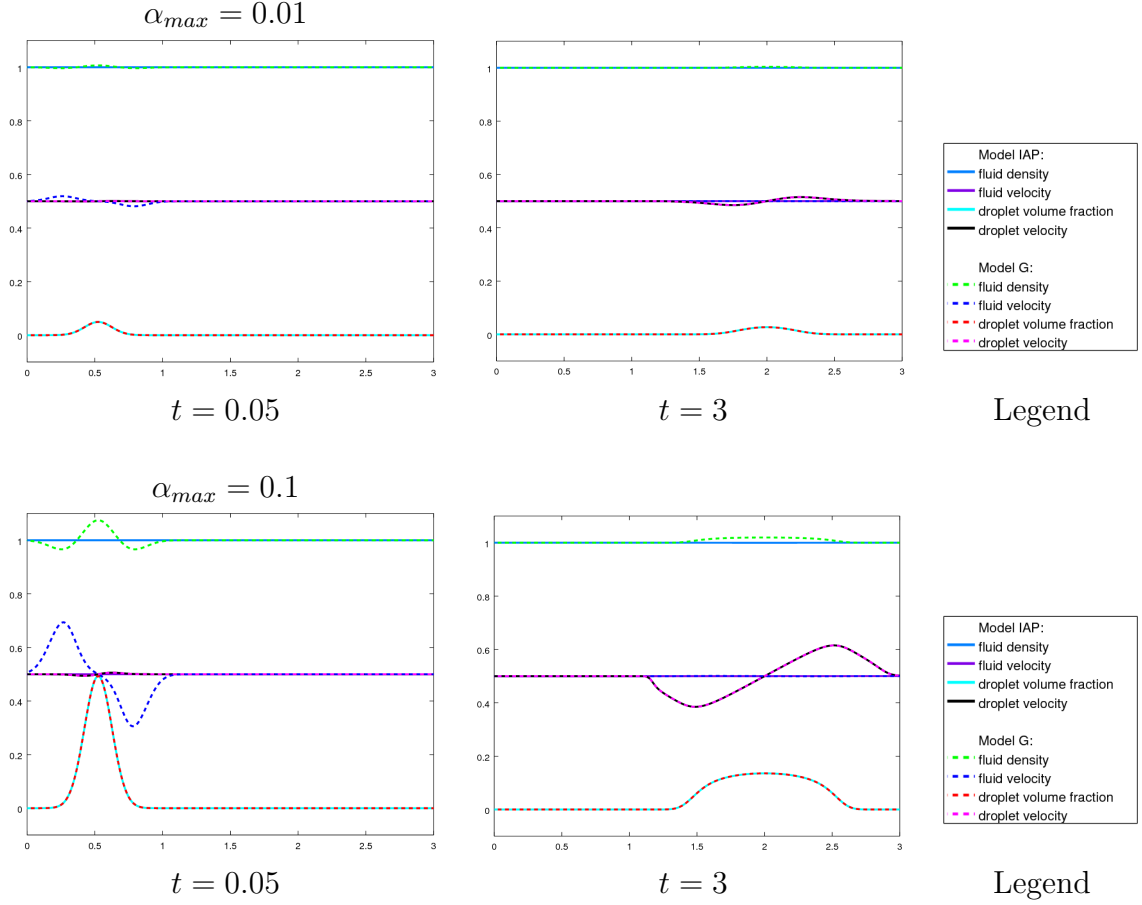 α_max = 0.01
1
0.8
0.6
0.4
0.2
0
0 0.5 1 1.5 2 2.5 3
t = 0.05
1
0.8
0.6
0.4
0.2
0
0 0.5 1 1.5 2 2.5 3
t = 3
Model IAP:
fluid density
fluid velocity
droplet volume fraction
droplet velocity
Model G:
fluid density
fluid velocity
droplet volume fraction
droplet velocity
Legend
α_max = 0.1
1
0.8
0.6
0.4
0.2
0
0 0.5 1 1.5 2 2.5 3
t = 0.05
1
0.8
0.6
0.4
0.2
0
0 0.5 1 1.5 2 2.5 3
t = 3
Model IAP:
fluid density
fluid velocity
droplet volume fraction
droplet velocity
Model G:
fluid density
fluid velocity
droplet volume fraction
droplet velocity
Legend